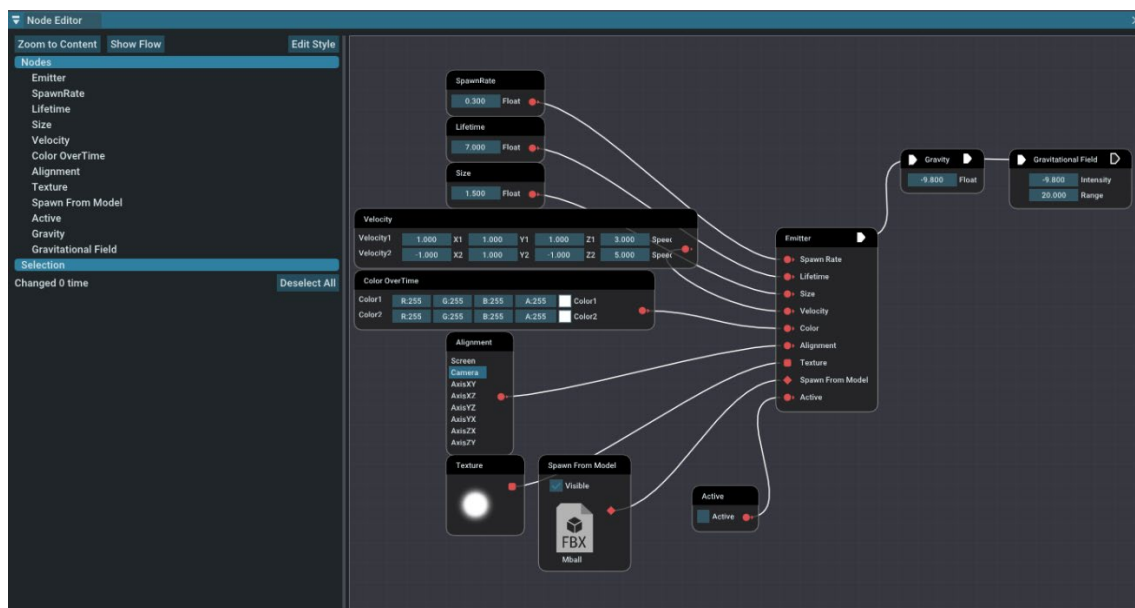 Node Editor
Zoom to Content Show Flow Edit Style
Nodes
Emitter
SpawnRate
Lifetime
Size
Velocity
Color OverTime
Alignment
Texture
Spawn From Model
Active
Gravity
Gravitational Field
Selection
Changed 0 time Deselect All
SpawnRate
0.300 Float
Lifetime
7.000 Float
Size
1.500 Float
Velocity
Velocity1 1.000 X1 1.000 Y1 1.000 Z1 3.000 Speed
Velocity2 -1.000 X2 1.000 Y2 -1.000 Z2 5.000 Speed
Color OverTime
Color1 R:255 G:255 B:255 A:255 Color1
Color2 R:255 G:255 B:255 A:255 Color2
Alignment
Screen
Camera
AxisXY
AxisXZ
AxisYZ
AxisYX
AxisZX
AxisZY
Texture
Spawn From Model
Visible
FBX
Mball
Active
Active
Emitter
Spawn Rate
Lifetime
Size
Velocity
Color
Alignment
Texture
Spawn From Model
Active
Gravity
-9.800 Float
Gravitational Field
-9.800 Intensity
20.000 Range